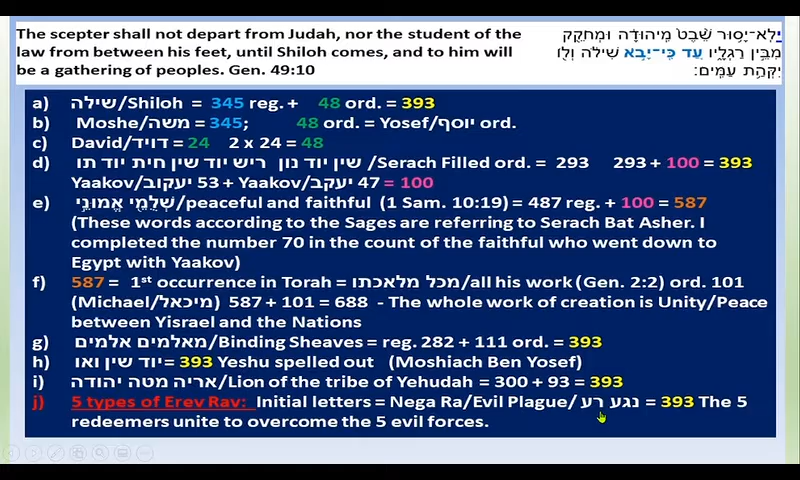 The scepter shall not depart from Judah, nor the student of the
law from between his feet, until Shiloh comes, and to him will
be a gathering of peoples. Gen. 49:10
ילֹא-יָסוּר שֵׁבֶט מִיהוּדָה וּמְחֹקֵק
מִבֵּין רַגְלָיו עַד כִּי-יָבֹא שִׁילֹה וְלוֹ
יִקְּהַת עַמִּים:
a) שילה/Shiloh = 345 reg. + 48 ord. = 393
b) Moshe/משה = 345; 48 ord. = Yosef/יוסף ord.
c) David/דויד = 24 2 x 24 = 48
d) שין יוד נון ריש יוד שין חית יוד תו /Serach Filled ord. = 293 293 + 100 = 393
Yaakov/יעקוב 53 + Yaakov/יעקב 47 = 100
e) שְׁלֻמֵי אֱמוּנֵי/peaceful and faithful (1 Sam. 10:19) = 487 reg. + 100 = 587
(These words according to the Sages are referring to Serach Bat Asher. I
completed the number 70 in the count of the faithful who went down to
Egypt with Yaakov)
f) 587 = 1st occurrence in Torah = מכל מלאכתו/all his work (Gen. 2:2) ord. 101
(Michael/מיכאל) 587 + 101 = 688 - The whole work of creation is Unity/Peace
between Yisrael and the Nations
g) מאלמים אלמים/Binding Sheaves = reg. 282 + 111 ord. = 393
h) יוד שין ואו = 393 Yeshu spelled out (Moshiach Ben Yosef)
i) אריה מטה יהודה/Lion of the tribe of Yehudah = 300 + 93 = 393
j) 5 types of Erev Rav: Initial letters = Nega Ra/Evil Plague/ נגע רע = 393 The 5
redeemers unite to overcome the 5 evil forces.